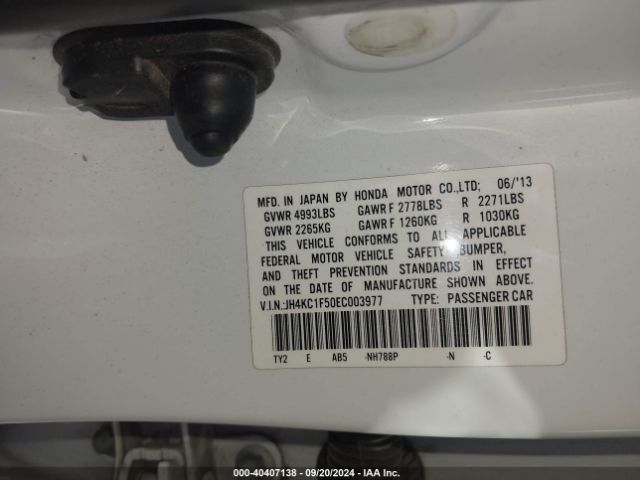 MFD. IN JAPAN BY HONDA MOTOR CO.,LTD; 06/'13
GVWR 4993LBS GAWR F 2778LBS R 2271LBS
GVWR 2265KG GAWR F 1260KG R 1030KG
THIS VEHICLE CONFORMS TO ALL APPLICABLE
FEDERAL MOTOR VEHICLE SAFETY, BUMPER,
AND THEFT PREVENTION STANDARDS IN EFFECT
ON THE DATE OF MANUFACTURE SHOWN ABOVE.
V.I.N.:JH4KC1F50EC003977 TYPE: PASSENGER CAR
TY2 E AB5 -NH788P -N -C
000-40407138 - 09/20/2024 - IAA Inc.